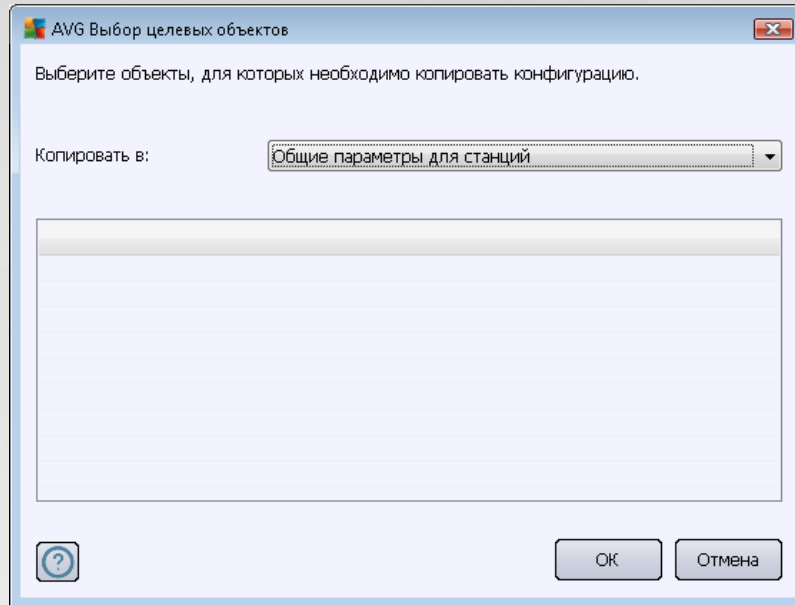 AVG Выбор целевых объектов
Выберите объекты, для которых необходимо копировать конфигурацию.
Копировать в:
Общие параметры для станций
?
ОК
Отмена